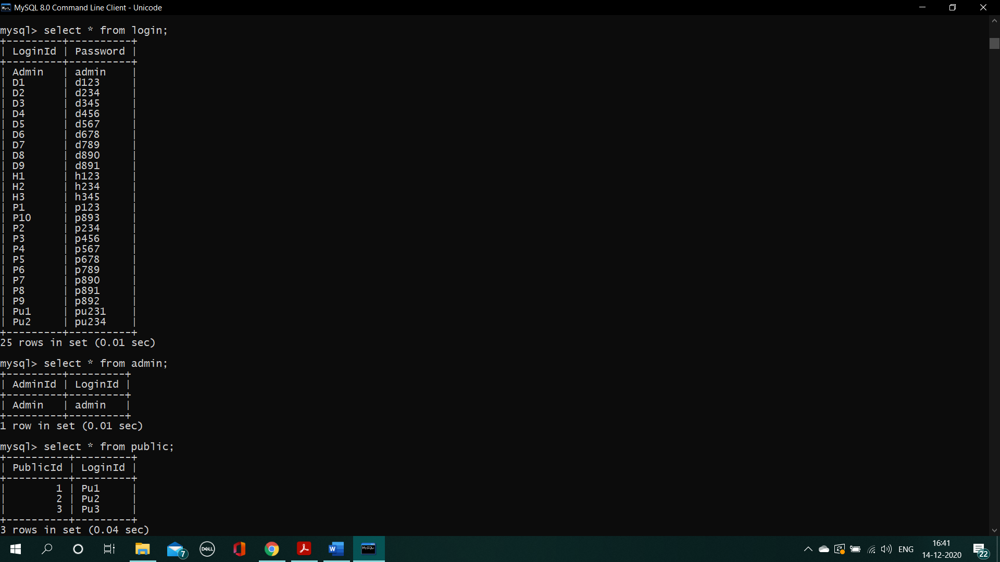 MySQL 8.0 Command Line Client - Unicode
mysql> select * from login;
+---------+----------+
| LoginId | Password |
+---------+----------+
| Admin   | admin    |
| D1      | d123     |
| D2      | d234     |
| D3      | d345     |
| D4      | d456     |
| D5      | d567     |
| D6      | d678     |
| D7      | d789     |
| D8      | d890     |
| D9      | d891     |
| H1      | h123     |
| H2      | h234     |
| H3      | h345     |
| P1      | p123     |
| P10     | p893     |
| P2      | p234     |
| P3      | p456     |
| P4      | p567     |
| P5      | p678     |
| P6      | p789     |
| P7      | p890     |
| P8      | p891     |
| P9      | p892     |
| Pu1     | pu231    |
| Pu2     | pu234    |
+---------+----------+
25 rows in set (0.01 sec)
mysql> select * from admin;
+---------+---------+
| AdminId | LoginId |
+---------+---------+
| Admin   | admin   |
+---------+---------+
1 row in set (0.01 sec)
mysql> select * from public;
+----------+---------+
| PublicId | LoginId |
+----------+---------+
|        1 | Pu1     |
|        2 | Pu2     |
|        3 | Pu3     |
+----------+---------+
3 rows in set (0.04 sec)
7
DELL
W
MySQL
ENG
16:41
14-12-2020
22